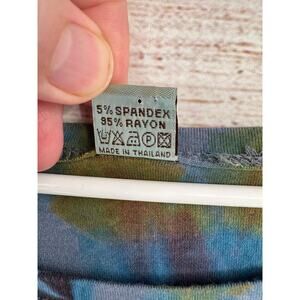 5% SPANDEX
95% RAYON
MADE IN THAILAND